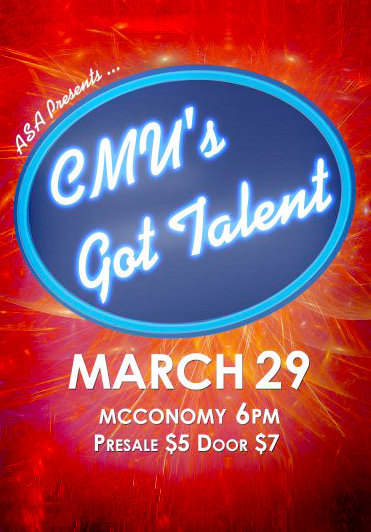 ASA Presents ...
CMU's
Got Talent
MARCH 29
MCCONOMY 6PM
PRESALE $5 DOOR $7